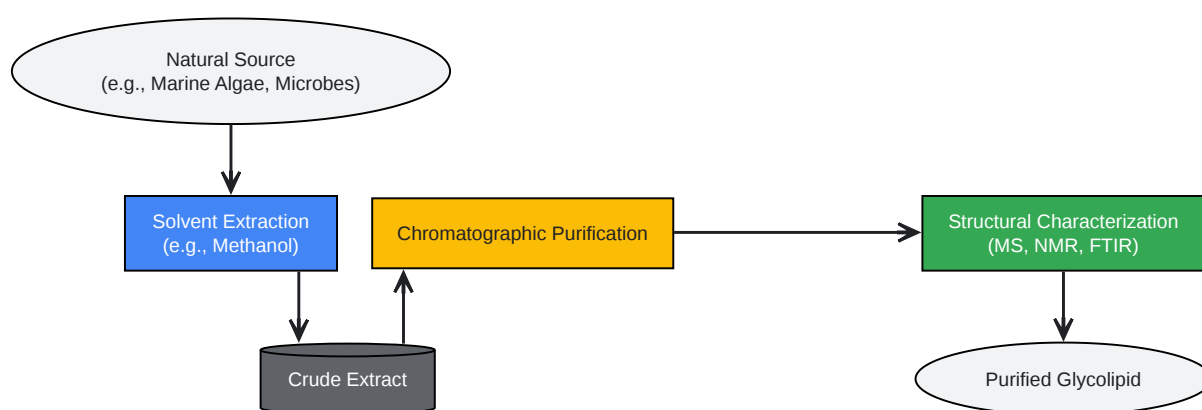 Natural Source
(e.g., Marine Algae, Microbes)
Solvent Extraction
(e.g., Methanol)
Crude Extract
Chromatographic Purification
Structural Characterization
(MS, NMR, FTIR)
Purified Glycolipid